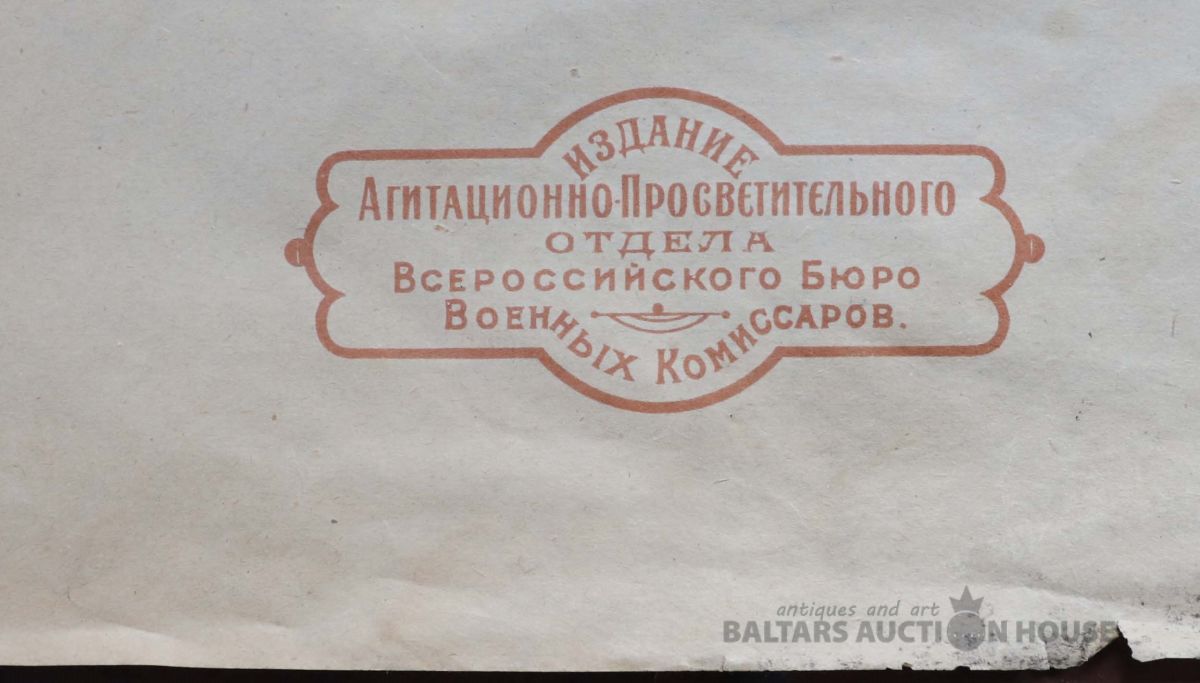 ИЗДАНИЕ
АГИТАЦИОННО-ПРОСВЕТИТЕЛЬНОГО
ОТДЕЛА
ВСЕРОССИЙСКОГО БЮРО
ВОЕННЫХ КОМИССАРОВ.
antiques and art
BALTARS AUCTION HOUSE